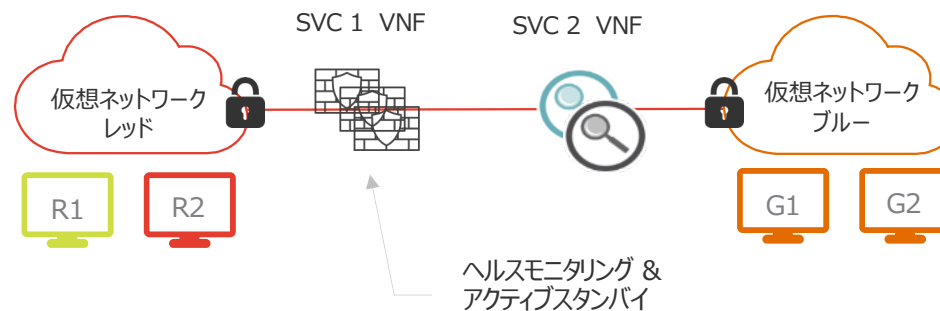 SVC 1 VNF
SVC 2 VNF
仮想ネットワーク
レッド
仮想ネットワーク
ブルー
R1
R2
G1
G2
ヘルスモニタリング &
アクティブスタンバイ